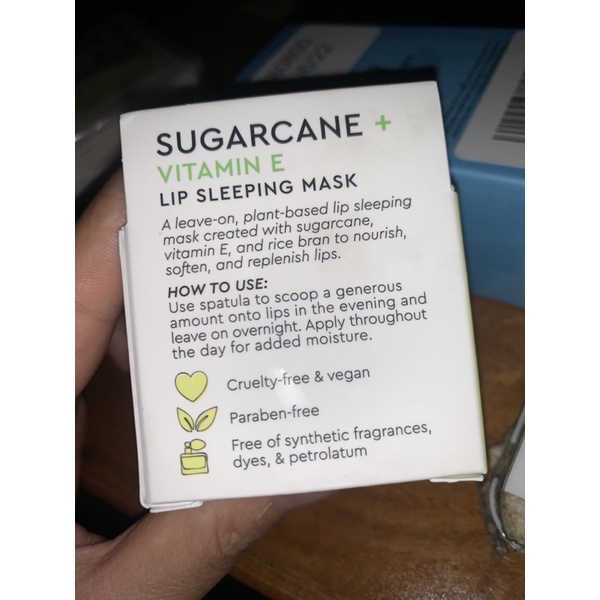 SUGARCANE +
VITAMIN E
LIP SLEEPING MASK
A leave-on, plant-based lip sleeping
mask created with sugarcane,
vitamin E, and rice bran to nourish,
soften, and replenish lips.
HOW TO USE:
Use spatula to scoop a generous
amount onto lips in the evening and
leave on overnight. Apply throughout
the day for added moisture.
Cruelty-free & vegan
Paraben-free
Free of synthetic fragrances,
dyes, & petrolatum